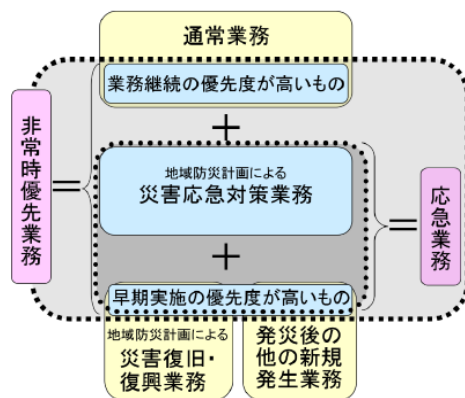 通常業務
業務継続の優先度が高いもの
＋
非常時優先業務
＝
地域防災計画による
災害応急対策業務
＝
応急業務
＋
早期実施の優先度が高いもの
地域防災計画による
災害復旧・
復興業務
発災後の
他の新規
発生業務